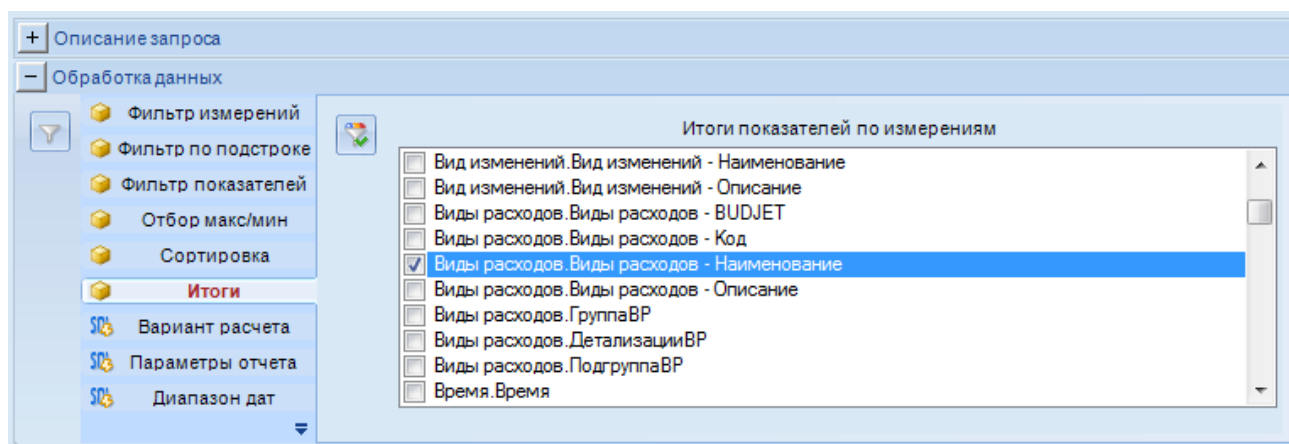 Описание запроса
Обработка данных
Фильтр измерений
Фильтр по подстроке
Фильтр показателей
Отбор макс/мин
Сортировка
Итоги
Вариант расчета
Параметры отчета
Диапазон дат
Итоги показателей по измерениям
Вид изменений.Вид изменений - Наименование
Вид изменений.Вид изменений - Описание
Виды расходов.Виды расходов - BUDJET
Виды расходов.Виды расходов - Код
Виды расходов.Виды расходов - Наименование
Виды расходов.Виды расходов - Описание
Виды расходов.ГруппаВР
Виды расходов.ДетализацииВР
Виды расходов.ПодгруппаВР
Время.Время